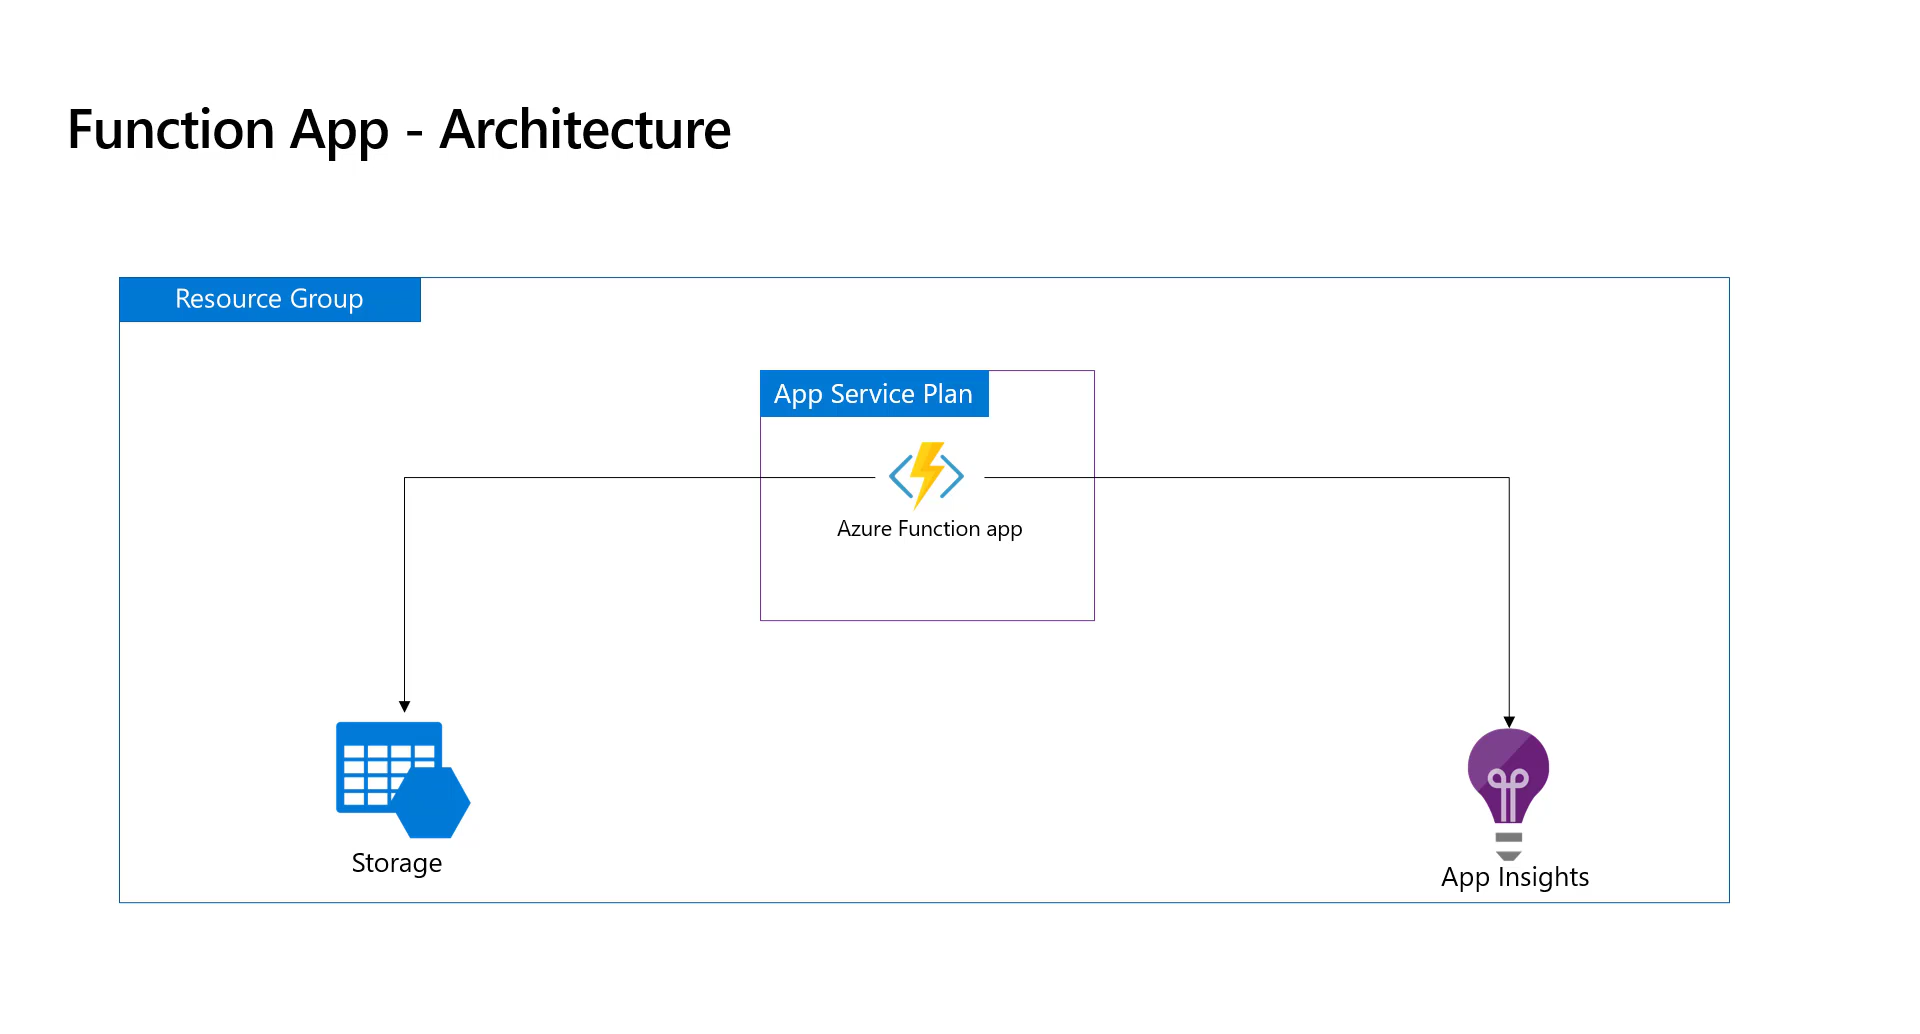 Function App - Architecture
Resource Group
App Service Plan
Azure Function app
Storage
App Insights